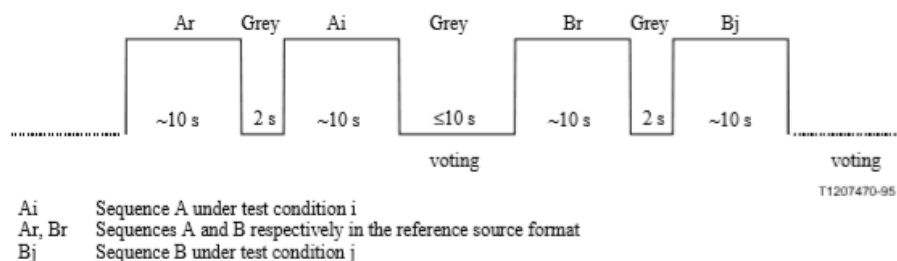 Ar Grey Ai Grey Br Grey Bj
~10 s 2 s ~10 s ≤10 s ~10 s 2 s ~10 s
voting voting
T1207470-95
Ai Sequence A under test condition i
Ar, Br Sequences A and B respectively in the reference source format
Bj Sequence B under test condition j